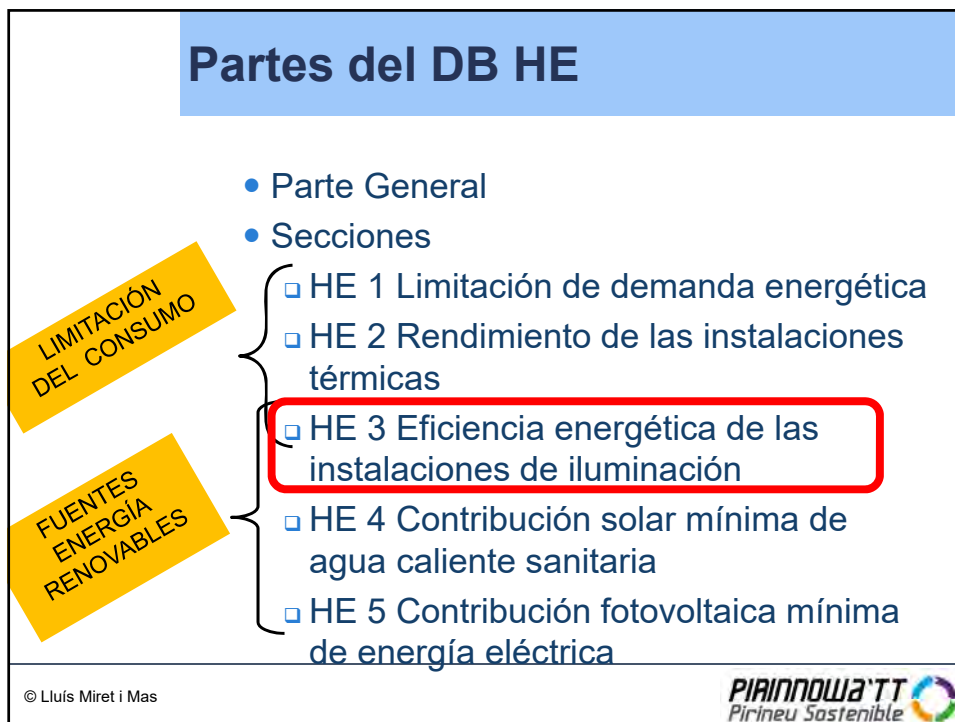 Partes del DB HE
Parte General
Secciones
LIMITACIÓN
DEL CONSUMO
HE 1 Limitación de demanda energética
HE 2 Rendimiento de las instalaciones
térmicas
HE 3 Eficiencia energética de las
instalaciones de iluminación
FUENTES
ENERGÍA
RENOVABLES
HE 4 Contribución solar mínima de
agua caliente sanitaria
HE 5 Contribución fotovoltaica mínima
de energía eléctrica
© Lluís Miret i Mas
PIRINNOWA'TT
Pirineu Sostenible